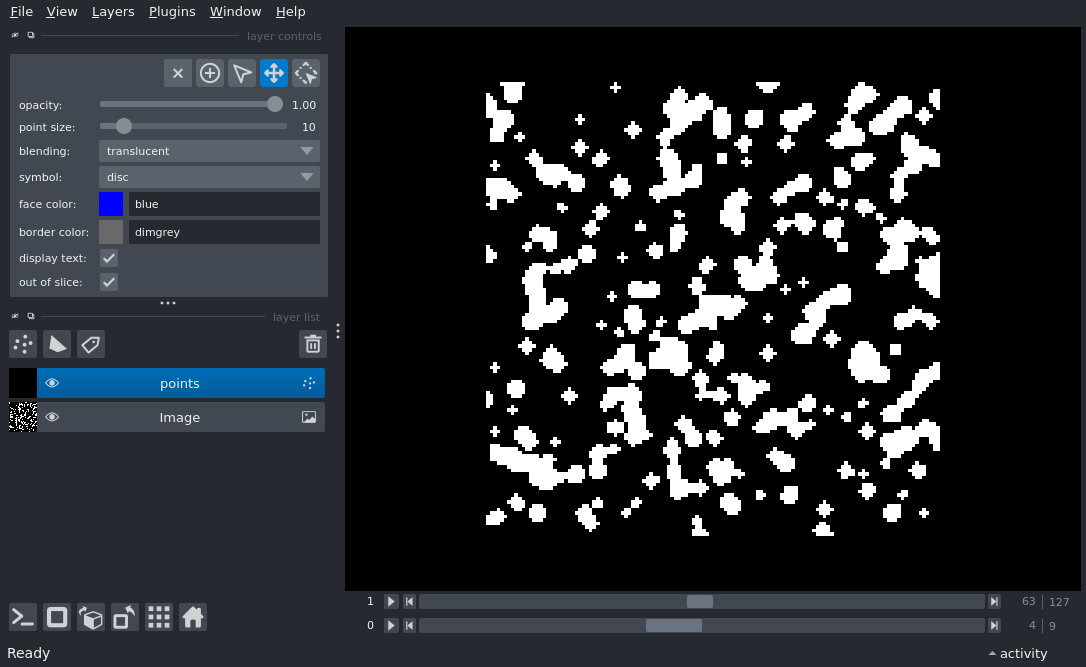 File View Layers Plugins Window Help
layer controls
opacity: 1.00
point size: 10
blending: translucent
symbol: disc
face color: blue
border color: dimgrey
display text:
out of slice:
layer list
points
Image
1 63 127
0 4 9
Ready activity